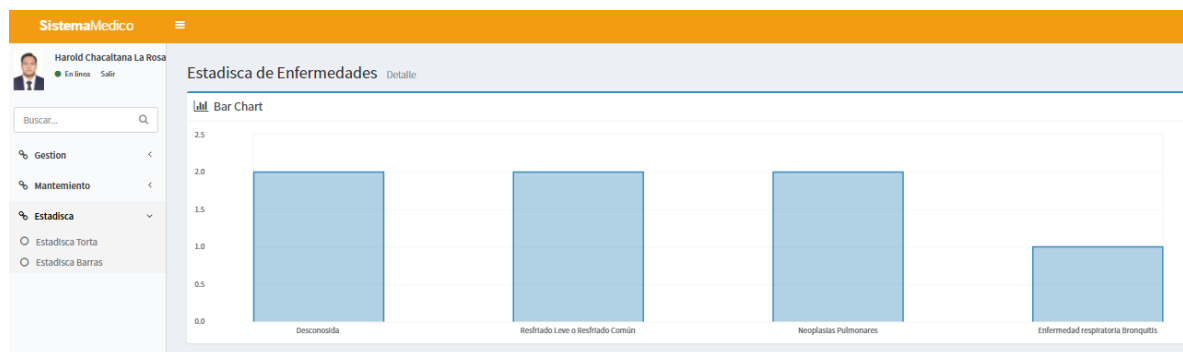 SistemaMedico
Harold Chacaltana La Rosa
En linea Salir
Buscar...
Gestion
Mantemiento
Estadisca
Estadisca Torta
Estadisca Barras
Estadisca de Enfermedades Detalle
Bar Chart
2.5
2.0
1.5
1.0
0.5
0.0
Desconosida Resfriado Leve o Resfriado Común Neoplasias Pulmonares Enfermedad respiratoria Bronquitis